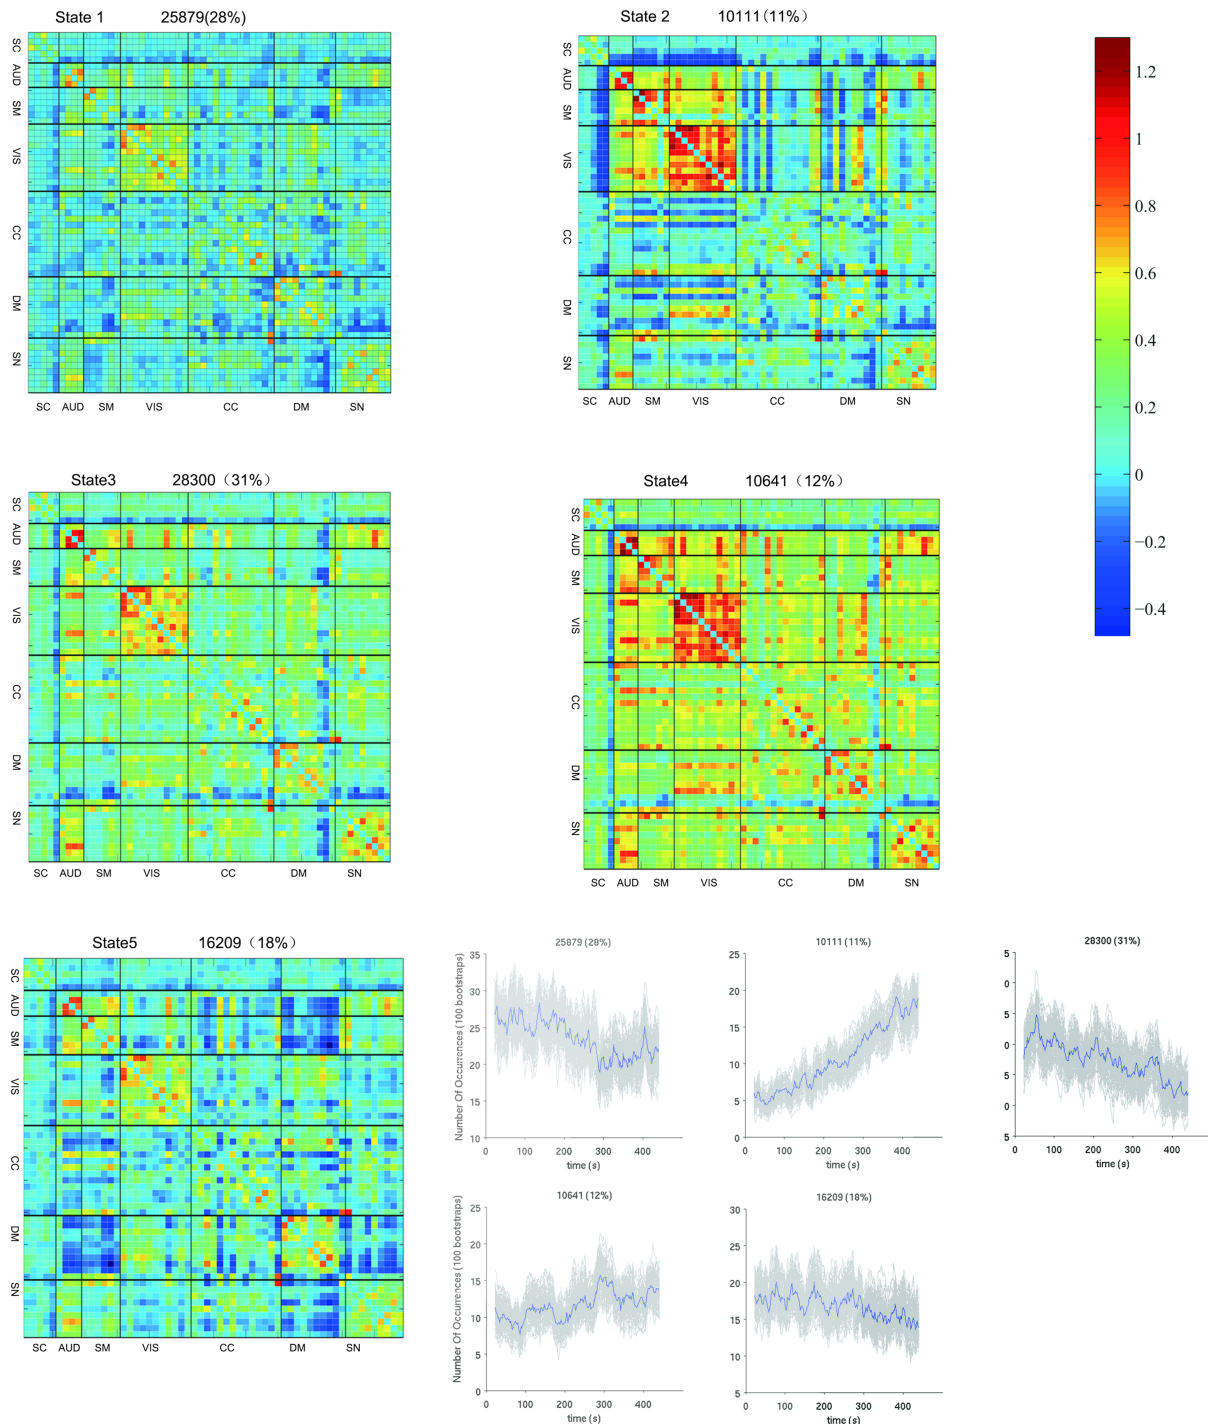 State 1 25879(28%)
State 2 10111(11%)
SC
AUD
SM
VIS
CC
DM
SN
SC AUD SM VIS CC DM SN
SC
AUD
SM
VIS
CC
DM
SN
SC AUD SM VIS CC DM SN
1.2
1
0.8
0.6
0.4
0.2
0
−0.2
−0.4
State3 28300 (31%)
State4 10641 (12%)
SC
AUD
SM
VIS
CC
DM
SN
SC AUD SM VIS CC DM SN
SC
AUD
SM
VIS
CC
DM
SN
SC AUD SM VIS CC DM SN
State5 16209 (18%)
SC
AUD
SM
VIS
CC
DM
SN
SC AUD SM VIS CC DM SN
25879 (28%)
Number Of Occurrences (100 bootstraps)
35
30
25
20
15
10
0 100 200 300 400
time (s)
10111 (11%)
25
20
15
10
5
0
0 100 200 300 400
time (s)
28300 (31%)
5
0
5
0
5
0
5
0 100 200 300 400
time (s)
10641 (12%)
Number Of Occurrences (100 bootstraps)
25
20
15
10
5
0
0 100 200 300 400
time (s)
16209 (18%)
30
25
20
15
10
5
0 100 200 300 400
time (s)